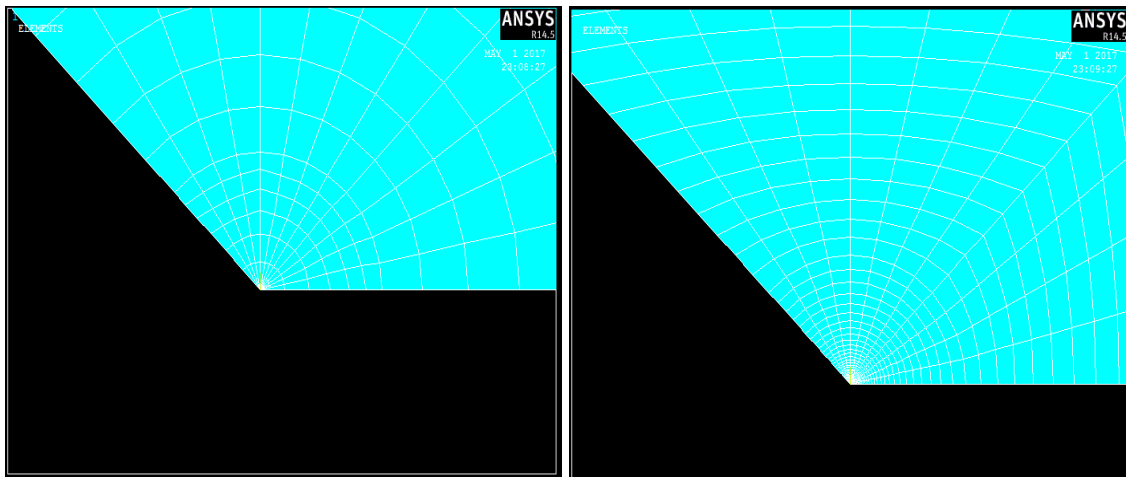 1
ELEMENTS
ANSYS
R14.5
MAY 1 2017
23:08:27
ELEMENTS
ANSYS
R14.5
MAY 1 2017
23:09:27